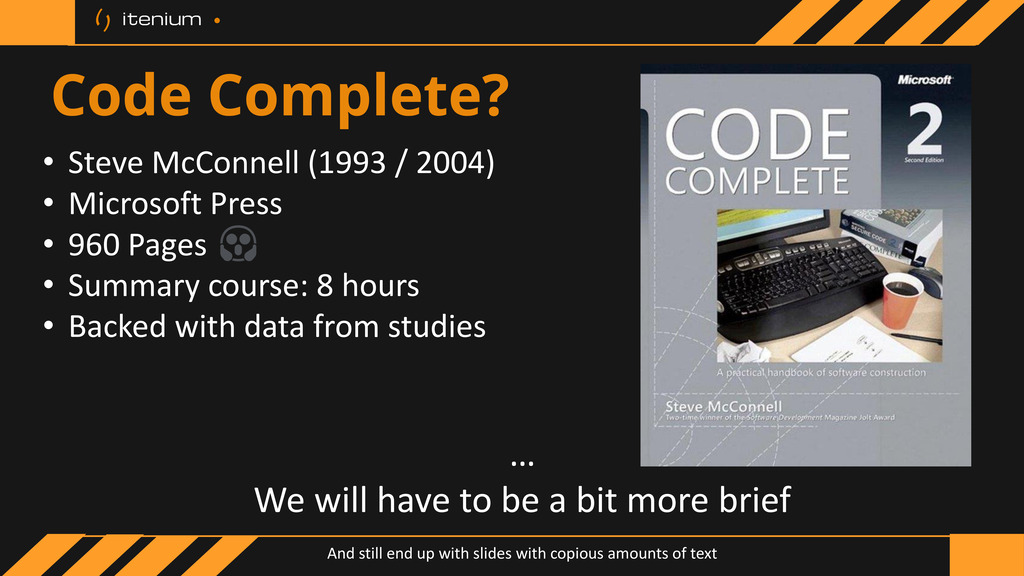 itenium
Code Complete?
• Steve McConnell (1993 / 2004)
• Microsoft Press
• 960 Pages
• Summary course: 8 hours
• Backed with data from studies
Microsoft
CODE
COMPLETE
2
Second Edition
A practical handbook of software construction
Steve McConnell
Two-time winner of the Software Development Magazine Jolt Award
...
We will have to be a bit more brief
And still end up with slides with copious amounts of text